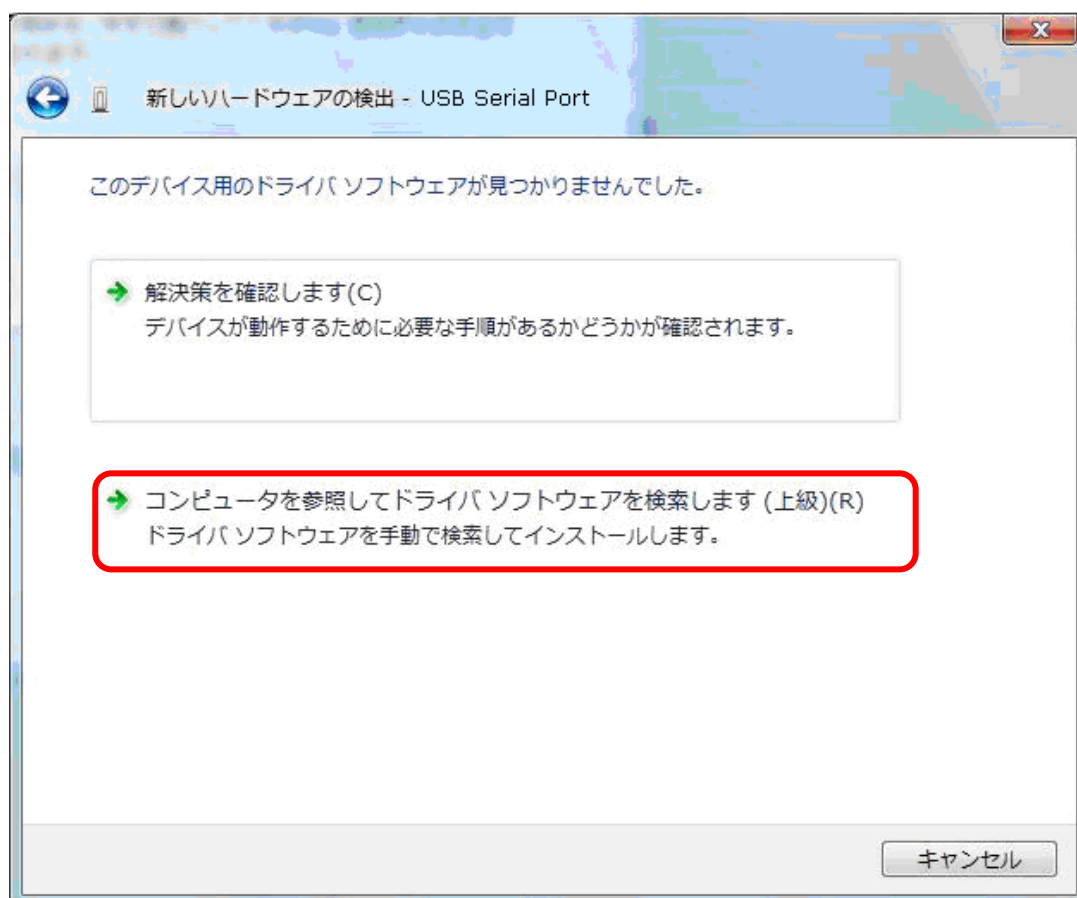 新しいハードウェアの検出 - USB Serial Port
このデバイス用のドライバ ソフトウェアが見つかりませんでした。
解決策を確認します(C)
デバイスが動作するために必要な手順があるかどうかが確認されます。
コンピュータを参照してドライバ ソフトウェアを検索します (上級)(R)
ドライバ ソフトウェアを手動で検索してインストールします。
キャンセル